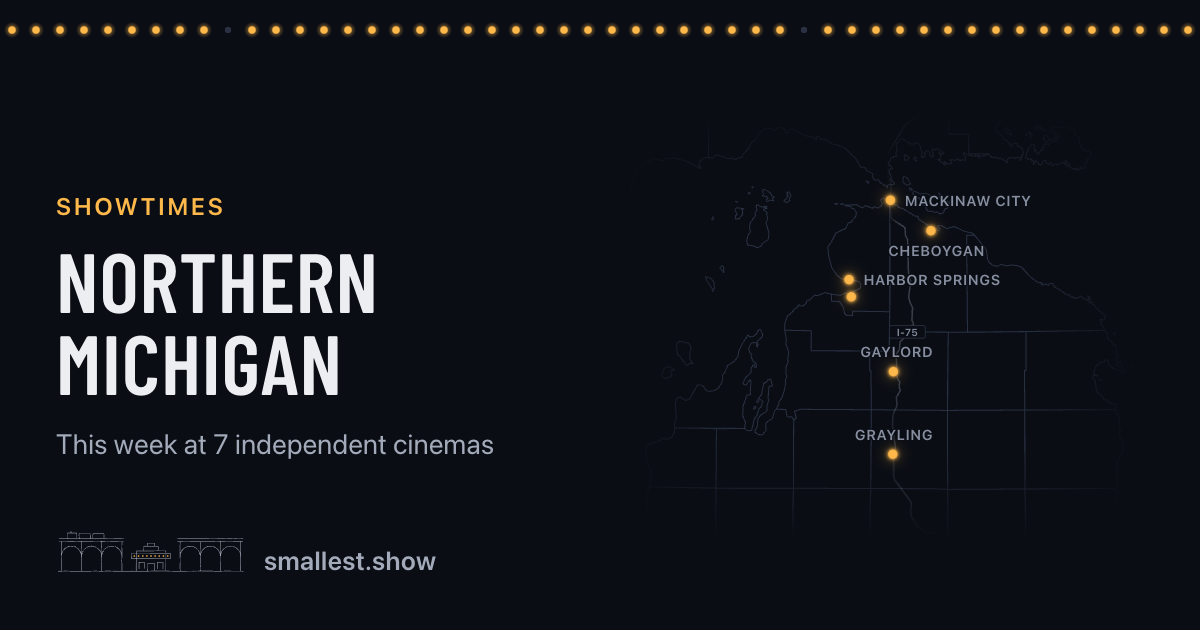 SHOWTIMES
NORTHERN
MICHIGAN
This week at 7 independent cinemas
smallest.show
MACKINAW CITY
CHEBOYGAN
HARBOR SPRINGS
I-75
GAYLORD
GRAYLING